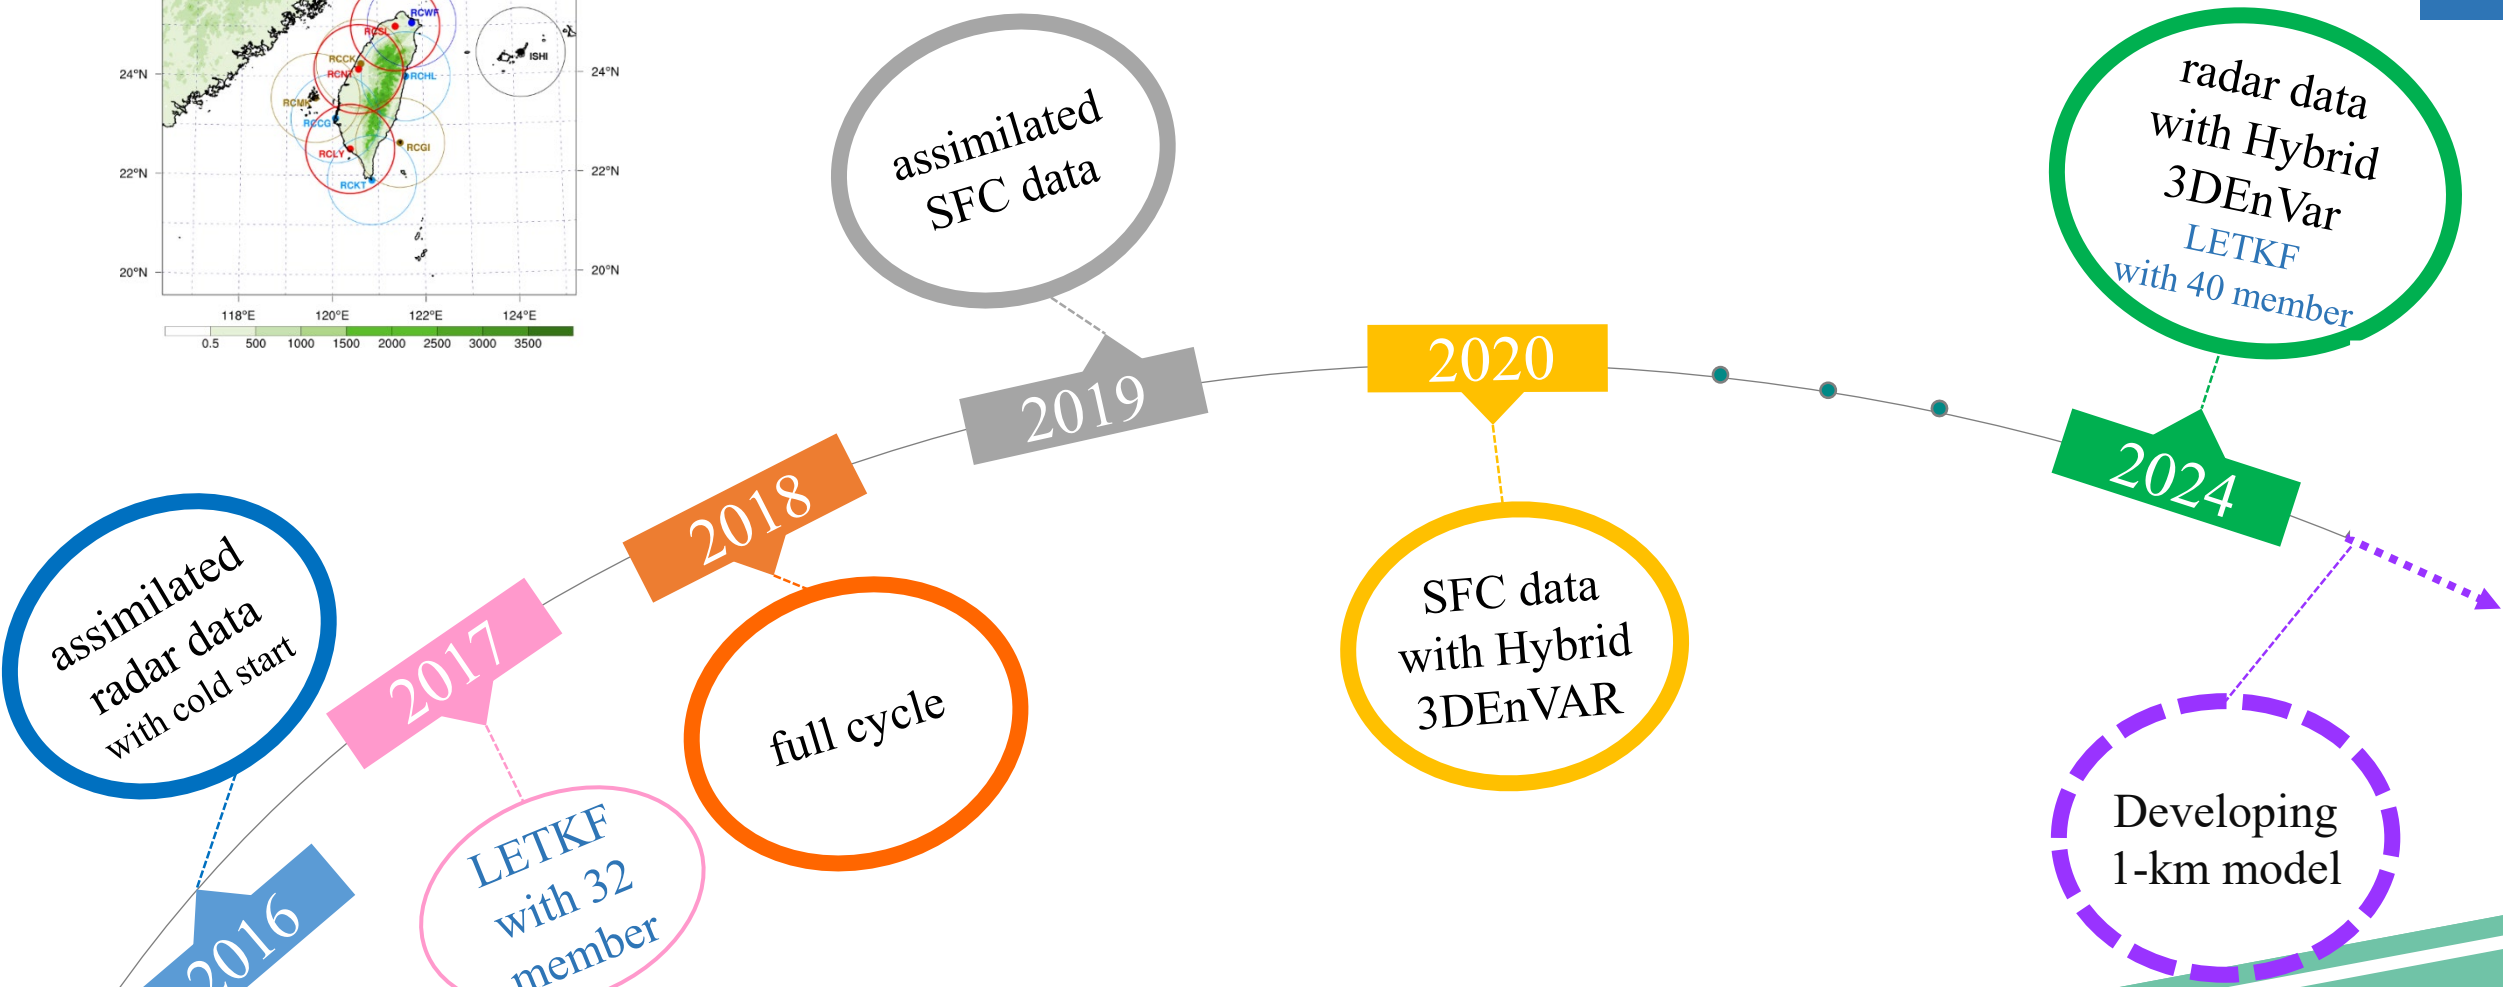 RCWF
RCSL
ISHI
RCCK
RCNT
RCHL
RCMK
RCCG
RCLY
RCGI
RCKT
24°N
24°N
22°N
22°N
20°N
20°N
118°E 120°E 122°E 124°E
0.5 500 1000 1500 2000 2500 3000 3500
assimilated
radar data
with cold start
2016
2017
LETKF
with 32
member
2018
full cycle
assimilated
SFC data
2019
2020
SFC data
with Hybrid
3DEnVAR
radar data
with Hybrid
3DEnVar
LETKF
with 40 member
2024
Developing
1-km model